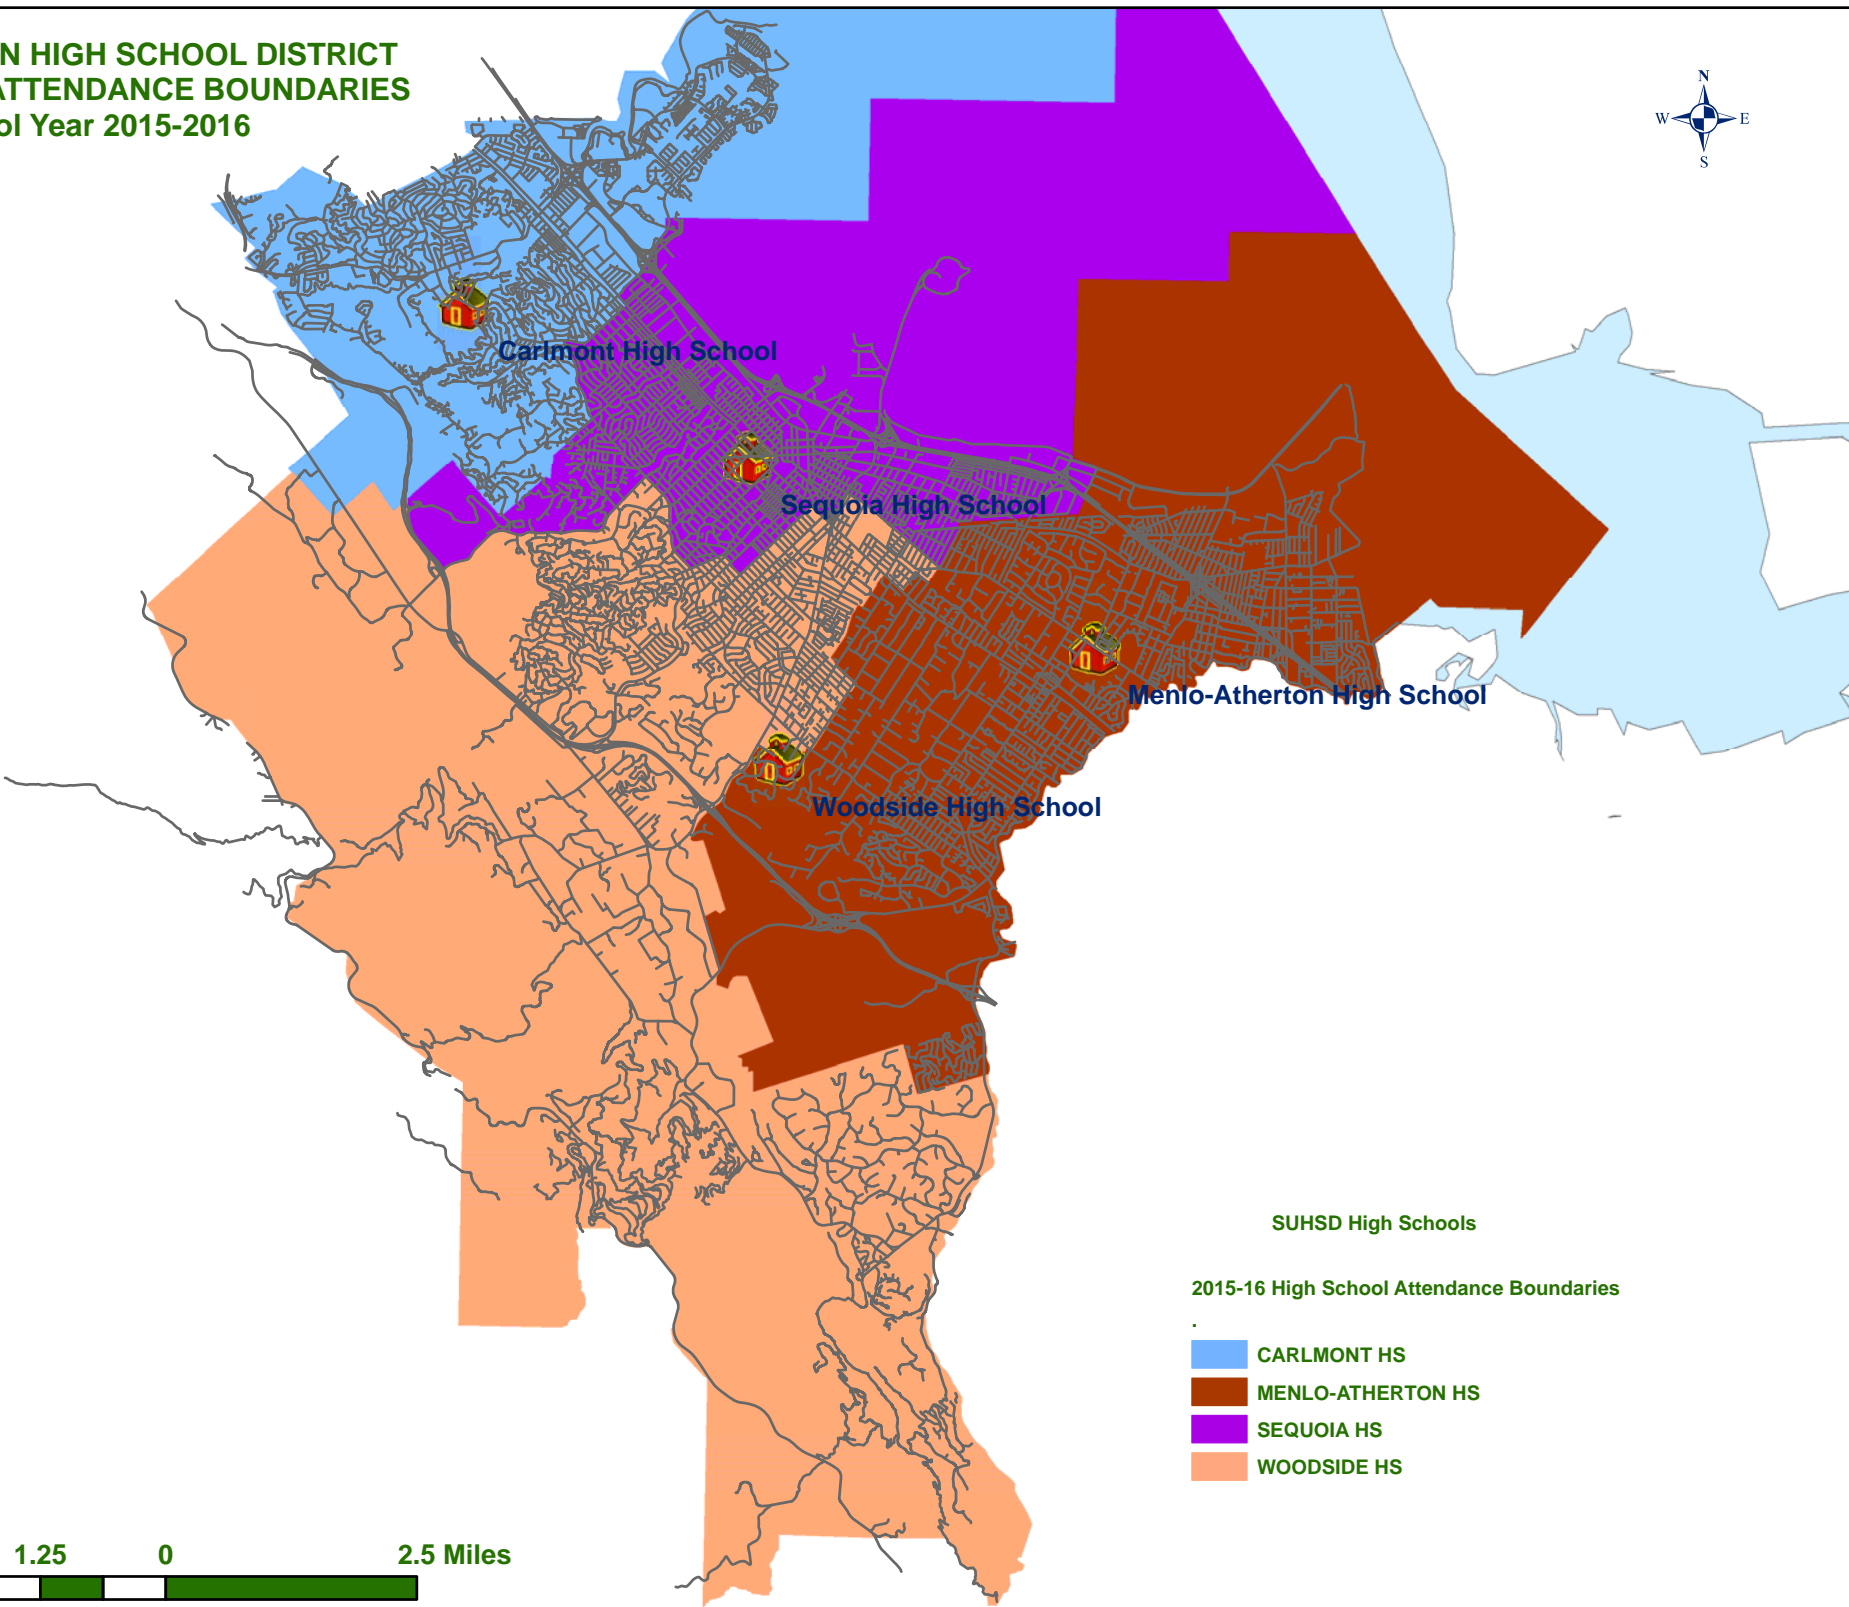 N HIGH SCHOOL DISTRICT
ATTENDANCE BOUNDARIES
ol Year 2015-2016
N
W E
S
Carlmont High School
Sequoia High School
Menlo-Atherton High School
Woodside High School
SUHSD High Schools
2015-16 High School Attendance Boundaries
.
CARLMONT HS
MENLO-ATHERTON HS
SEQUOIA HS
WOODSIDE HS
1.25 0 2.5 Miles